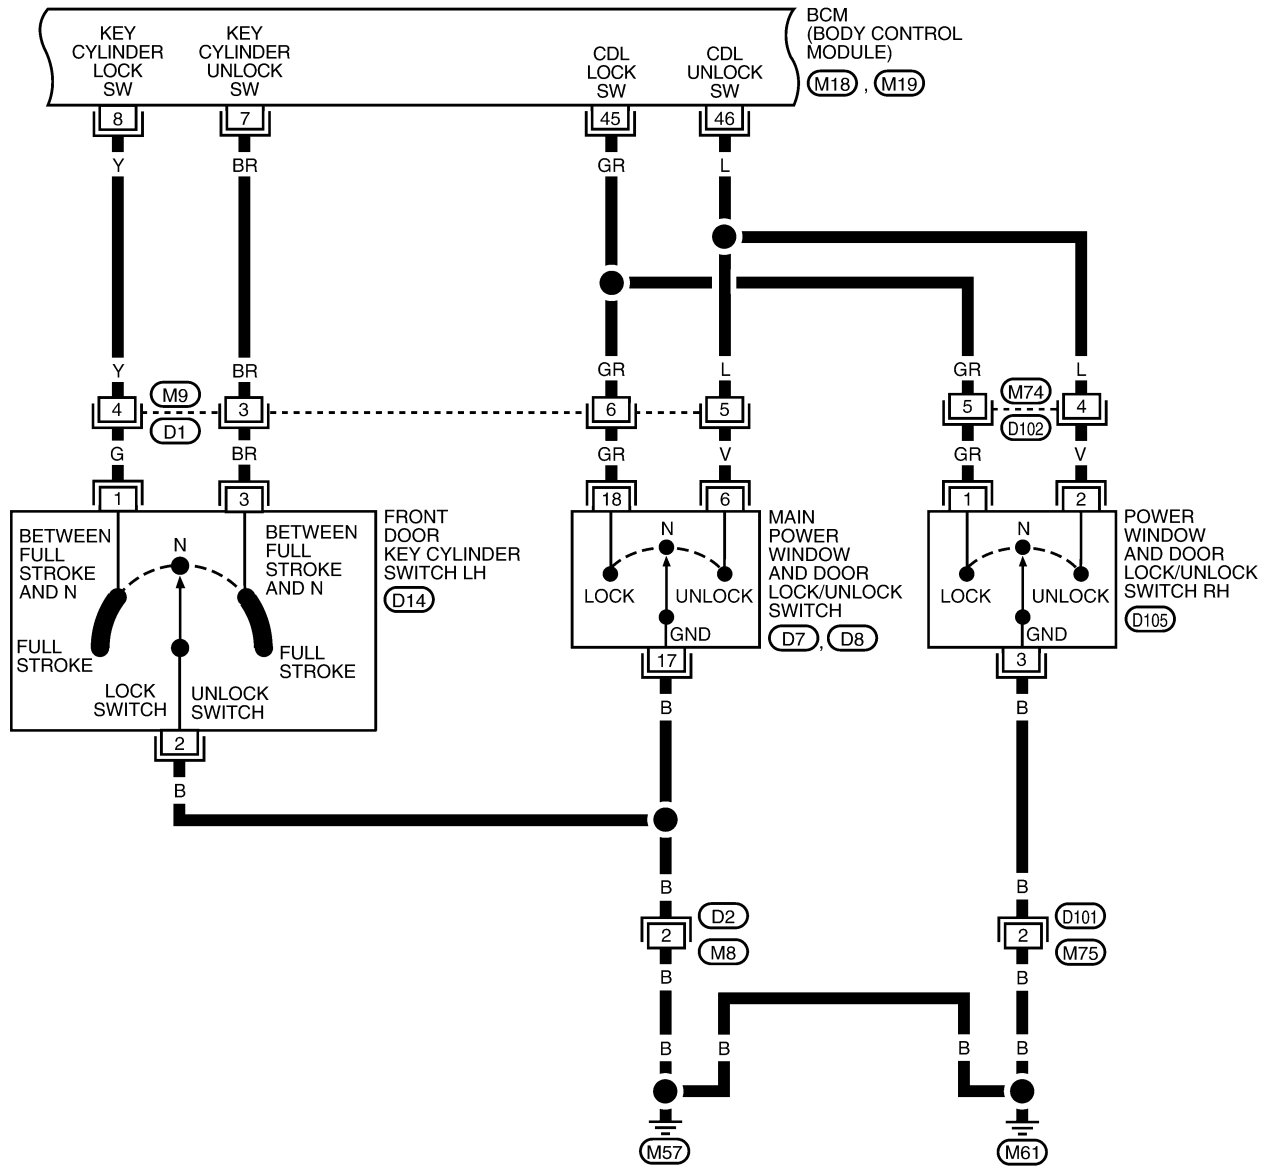 BCM
(BODY CONTROL
MODULE)
M18 , M19
KEY
CYLINDER
LOCK
SW
KEY
CYLINDER
UNLOCK
SW
CDL
LOCK
SW
CDL
UNLOCK
SW
8
7
45
46
Y
BR
GR
L
Y
BR
GR
L
GR
L
M9
D1
M74
D102
4
3
6
5
5
4
G
BR
GR
V
GR
V
1
3
18
6
1
2
BETWEEN
FULL
STROKE
AND N
N
BETWEEN
FULL
STROKE
AND N
FULL
STROKE
FULL
STROKE
LOCK
SWITCH
UNLOCK
SWITCH
FRONT
DOOR
KEY CYLINDER
SWITCH LH
D14
N
LOCK
UNLOCK
GND
MAIN
POWER
WINDOW
AND DOOR
LOCK/UNLOCK
SWITCH
D7 , D8
N
LOCK
UNLOCK
GND
POWER
WINDOW
AND DOOR
LOCK/UNLOCK
SWITCH RH
D105
2
17
3
B
B
B
B
B
2
D2
M8
2
D101
M75
B
B
B
B
B
B
M57
M61